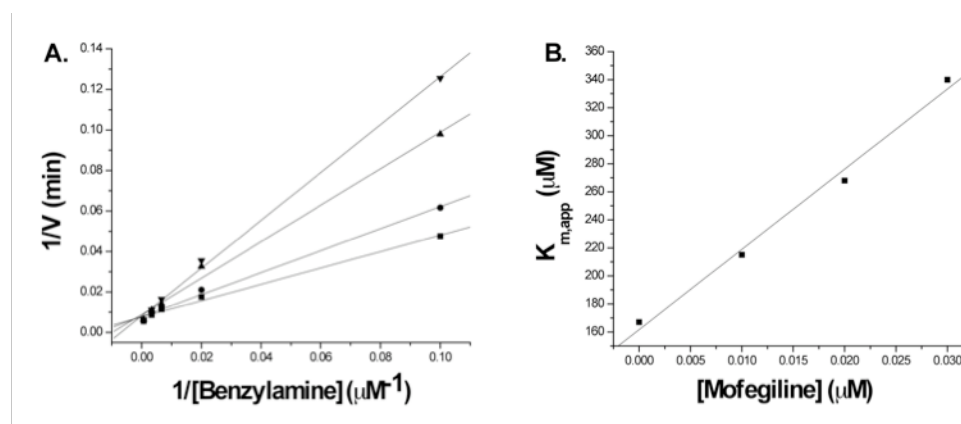 A.
0.14
0.12
0.10
0.08
0.06
0.04
0.02
0.00
1/V (min)
0.00 0.02 0.04 0.06 0.08 0.10
1/[Benzylamine] (μM-1)
B.
360
340
320
300
280
260
240
220
200
180
160
Km,app (μM)
0.000 0.005 0.010 0.015 0.020 0.025 0.030
[Mofegiline] (μM)